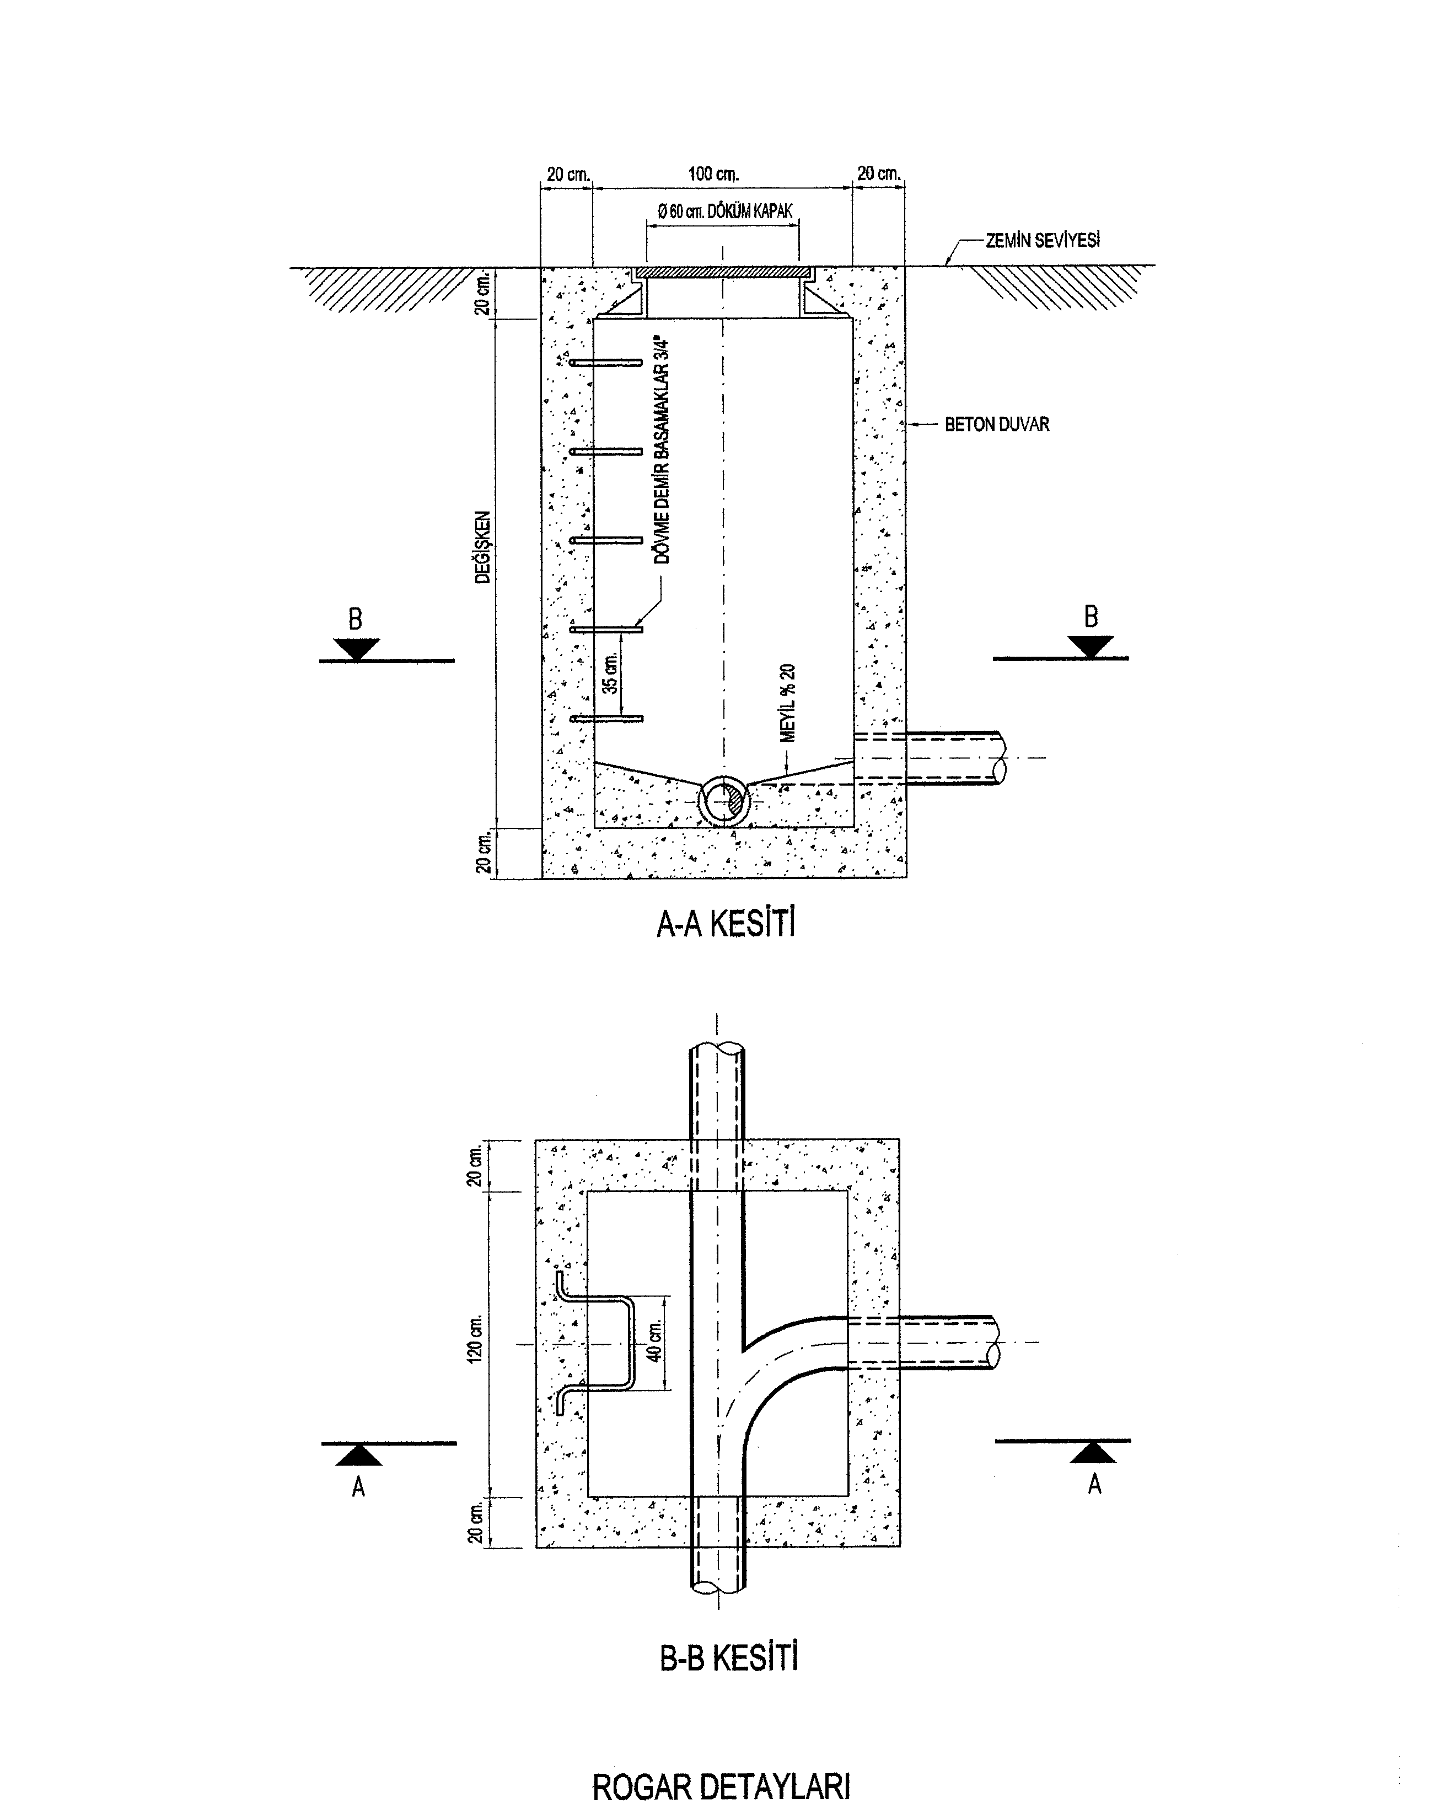 20 cm.
100 cm.
20 cm.
Ø 60 cm. DÖKÜM KAPAK
ZEMİN SEVİYESİ
20 cm.
DÖVME DEMİR BASAMAKLAR 3/4"
BETON DUVAR
DEĞİŞKEN
B
B
35 cm.
MEYİL % 20
20 cm.
A-A KESİTİ
20 cm.
120 cm.
40 cm.
A
A
20 cm.
B-B KESİTİ
ROGAR DETAYLARI